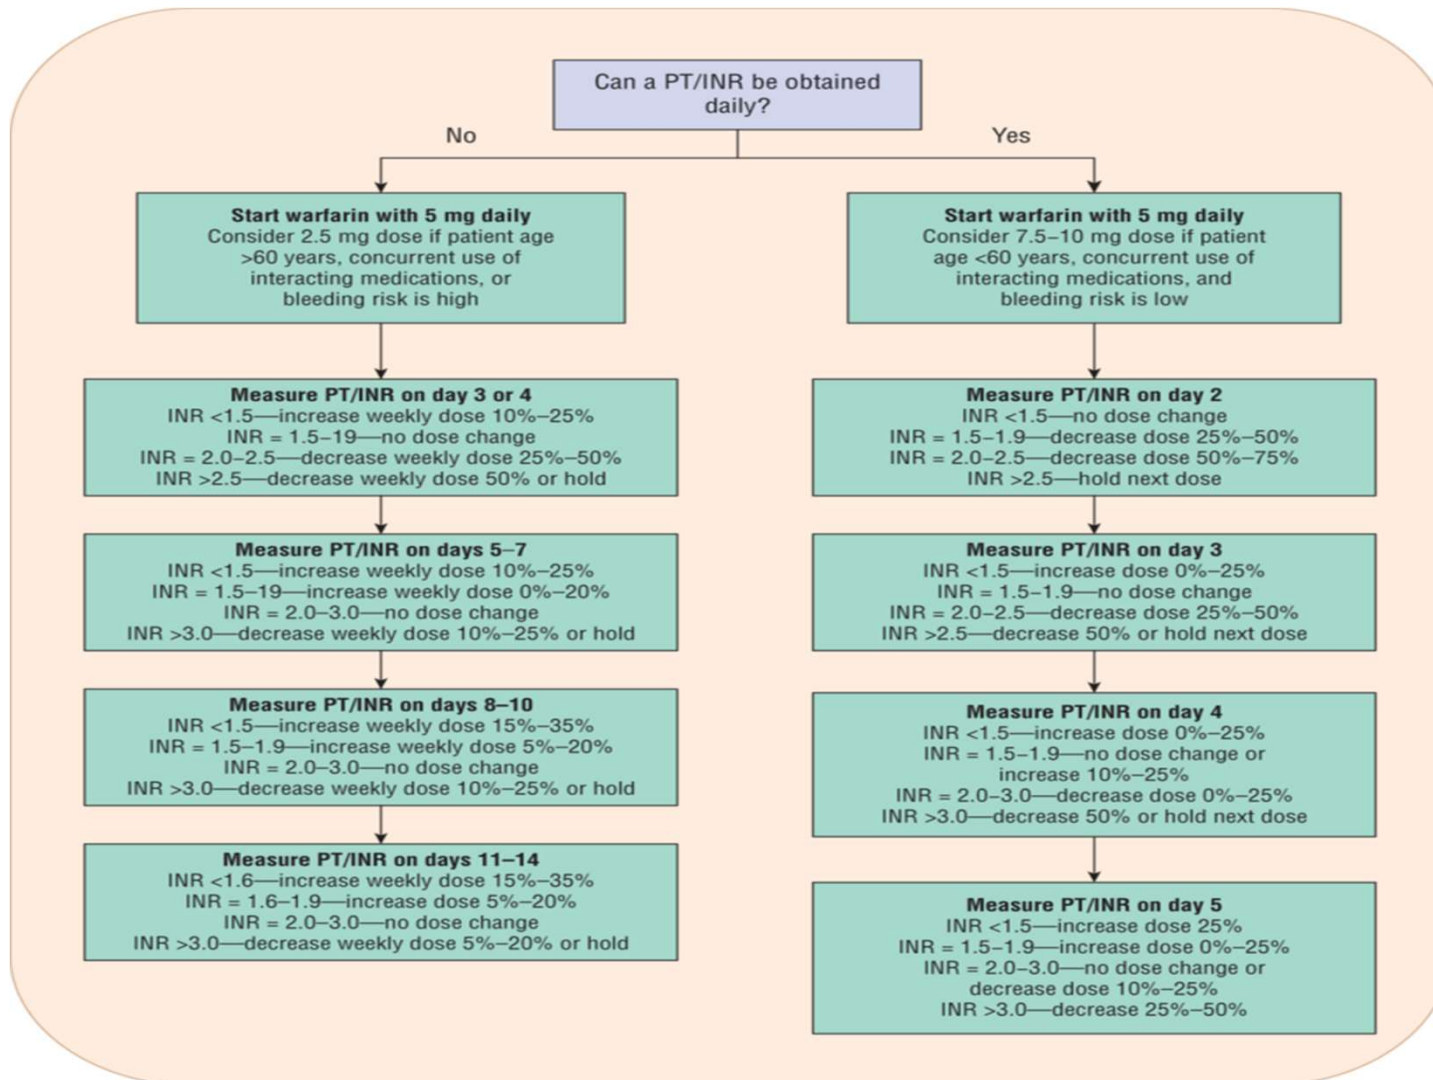 Can a PT/INR be obtained
daily?
No
Yes
Start warfarin with 5 mg daily
Consider 2.5 mg dose if patient age
>60 years, concurrent use of
interacting medications, or
bleeding risk is high
Measure PT/INR on day 3 or 4
INR <1.5—increase weekly dose 10%–25%
INR = 1.5–19—no dose change
INR = 2.0–2.5—decrease weekly dose 25%–50%
INR >2.5—decrease weekly dose 50% or hold
Measure PT/INR on days 5–7
INR <1.5—increase weekly dose 10%–25%
INR = 1.5–19—increase weekly dose 0%–20%
INR = 2.0–3.0—no dose change
INR >3.0—decrease weekly dose 10%–25% or hold
Measure PT/INR on days 8–10
INR <1.5—increase weekly dose 15%–35%
INR = 1.5–1.9—increase weekly dose 5%–20%
INR = 2.0–3.0—no dose change
INR >3.0—decrease weekly dose 10%–25% or hold
Measure PT/INR on days 11–14
INR <1.6—increase weekly dose 15%–35%
INR = 1.6–1.9—increase dose 5%–20%
INR = 2.0–3.0—no dose change
INR >3.0—decrease weekly dose 5%–20% or hold
Start warfarin with 5 mg daily
Consider 7.5–10 mg dose if patient
age <60 years, concurrent use of
interacting medications, and
bleeding risk is low
Measure PT/INR on day 2
INR <1.5—no dose change
INR = 1.5–1.9—decrease dose 25%–50%
INR = 2.0–2.5—decrease dose 50%–75%
INR >2.5—hold next dose
Measure PT/INR on day 3
INR <1.5—increase dose 0%–25%
INR = 1.5–1.9—no dose change
INR = 2.0–2.5—decrease dose 25%–50%
INR >2.5—decrease 50% or hold next dose
Measure PT/INR on day 4
INR <1.5—increase dose 0%–25%
INR = 1.5–1.9—no dose change or
increase 10%–25%
INR = 2.0–3.0—decrease dose 0%–25%
INR >3.0—decrease 50% or hold next dose
Measure PT/INR on day 5
INR <1.5—increase dose 25%
INR = 1.5–1.9—increase dose 0%–25%
INR = 2.0–3.0—no dose change or
decrease dose 10%–25%
INR >3.0—decrease 25%–50%